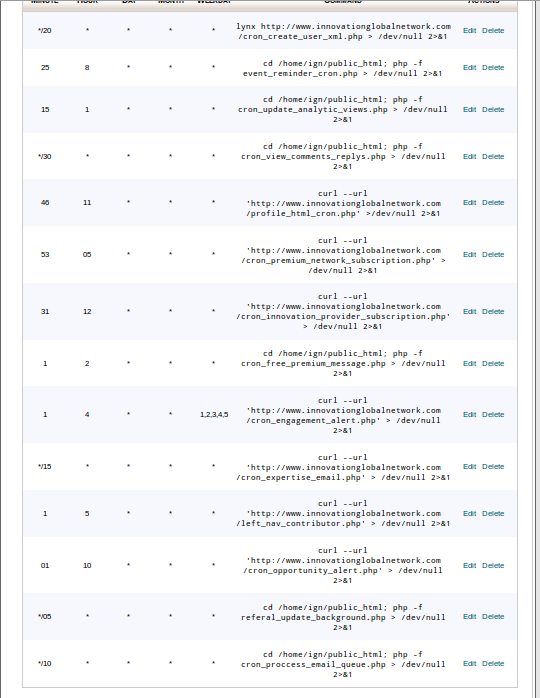 MINUTE HOUR DAY MONTH WEEKDAY COMMAND ACTIONS
*/20 * * * * lynx http://www.innovationglobalnetwork.com Edit Delete
/cron_create_user_xml.php > /dev/null 2>&1
25 8 * * * cd /home/ign/public_html; php -f Edit Delete
event_reminder_cron.php > /dev/null 2>&1
15 1 * * * cd /home/ign/public_html; php -f Edit Delete
cron_update_analytic_views.php > /dev/null
2>&1
*/30 * * * * cd /home/ign/public_html; php -f Edit Delete
cron_view_comments_replys.php > /dev/null
2>&1
46 11 * * * curl --url Edit Delete
'http://www.innovationglobalnetwork.com
/profile_html_cron.php' >/dev/null 2>&1
53 05 * * * curl --url Edit Delete
'http://www.innovationglobalnetwork.com
/cron_premium_network_subscription.php' >
/dev/null 2>&1
31 12 * * * curl --url Edit Delete
'http://www.innovationglobalnetwork.com
/cron_innovation_provider_subscription.php'
> /dev/null 2>&1
1 2 * * * cd /home/ign/public_html; php -f Edit Delete
cron_free_premium_message.php > /dev/null
2>&1
1 4 * * 1,2,3,4,5 curl --url Edit Delete
'http://www.innovationglobalnetwork.com
/cron_engagement_alert.php' > /dev/null
2>&1
*/15 * * * * curl --url Edit Delete
'http://www.innovationglobalnetwork.com
/cron_expertise_email.php' > /dev/null 2>&1
1 5 * * * curl --url Edit Delete
'http://www.innovationglobalnetwork.com
/left_nav_contributor.php' > /dev/null 2>&1
01 10 * * * curl --url Edit Delete
'http://www.innovationglobalnetwork.com
/cron_opportunity_alert.php' > /dev/null
2>&1
*/05 * * * * cd /home/ign/public_html; php -f Edit Delete
referal_update_background.php > /dev/null
2>&1
*/10 * * * * cd /home/ign/public_html; php -f Edit Delete
cron_proccess_email_queue.php > /dev/null
2>&1